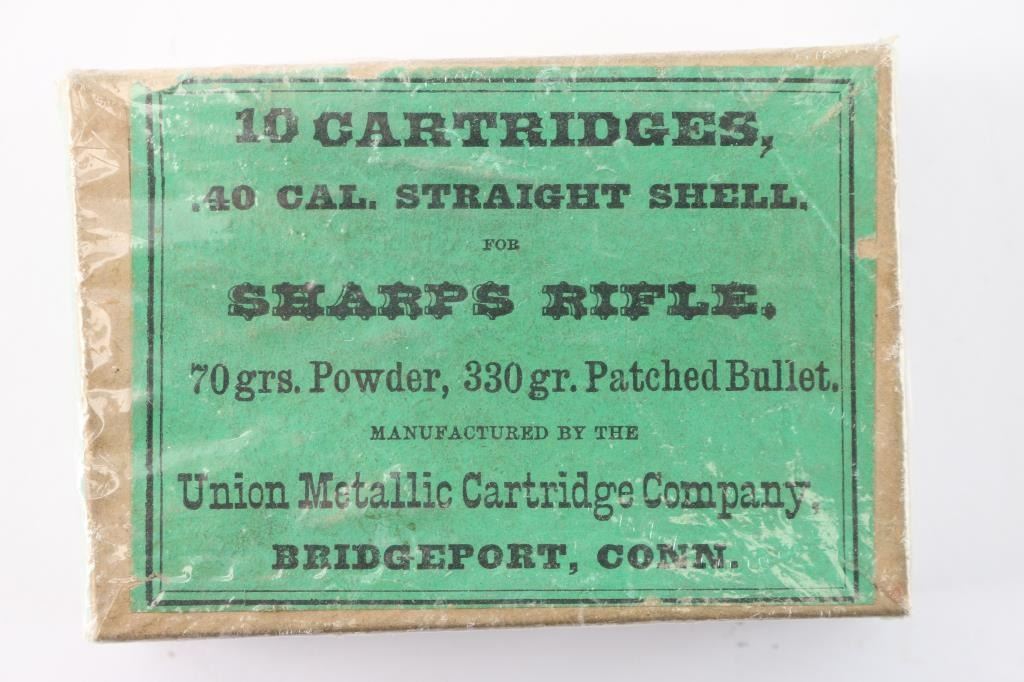 10 CARTRIDGES,
.40 CAL. STRAIGHT SHELL.
FOR
SHARPS RIFLE.
70 grs. Powder, 330 gr. Patched Bullet.
MANUFACTURED BY THE
Union Metallic Cartridge Company,
BRIDGEPORT, CONN.